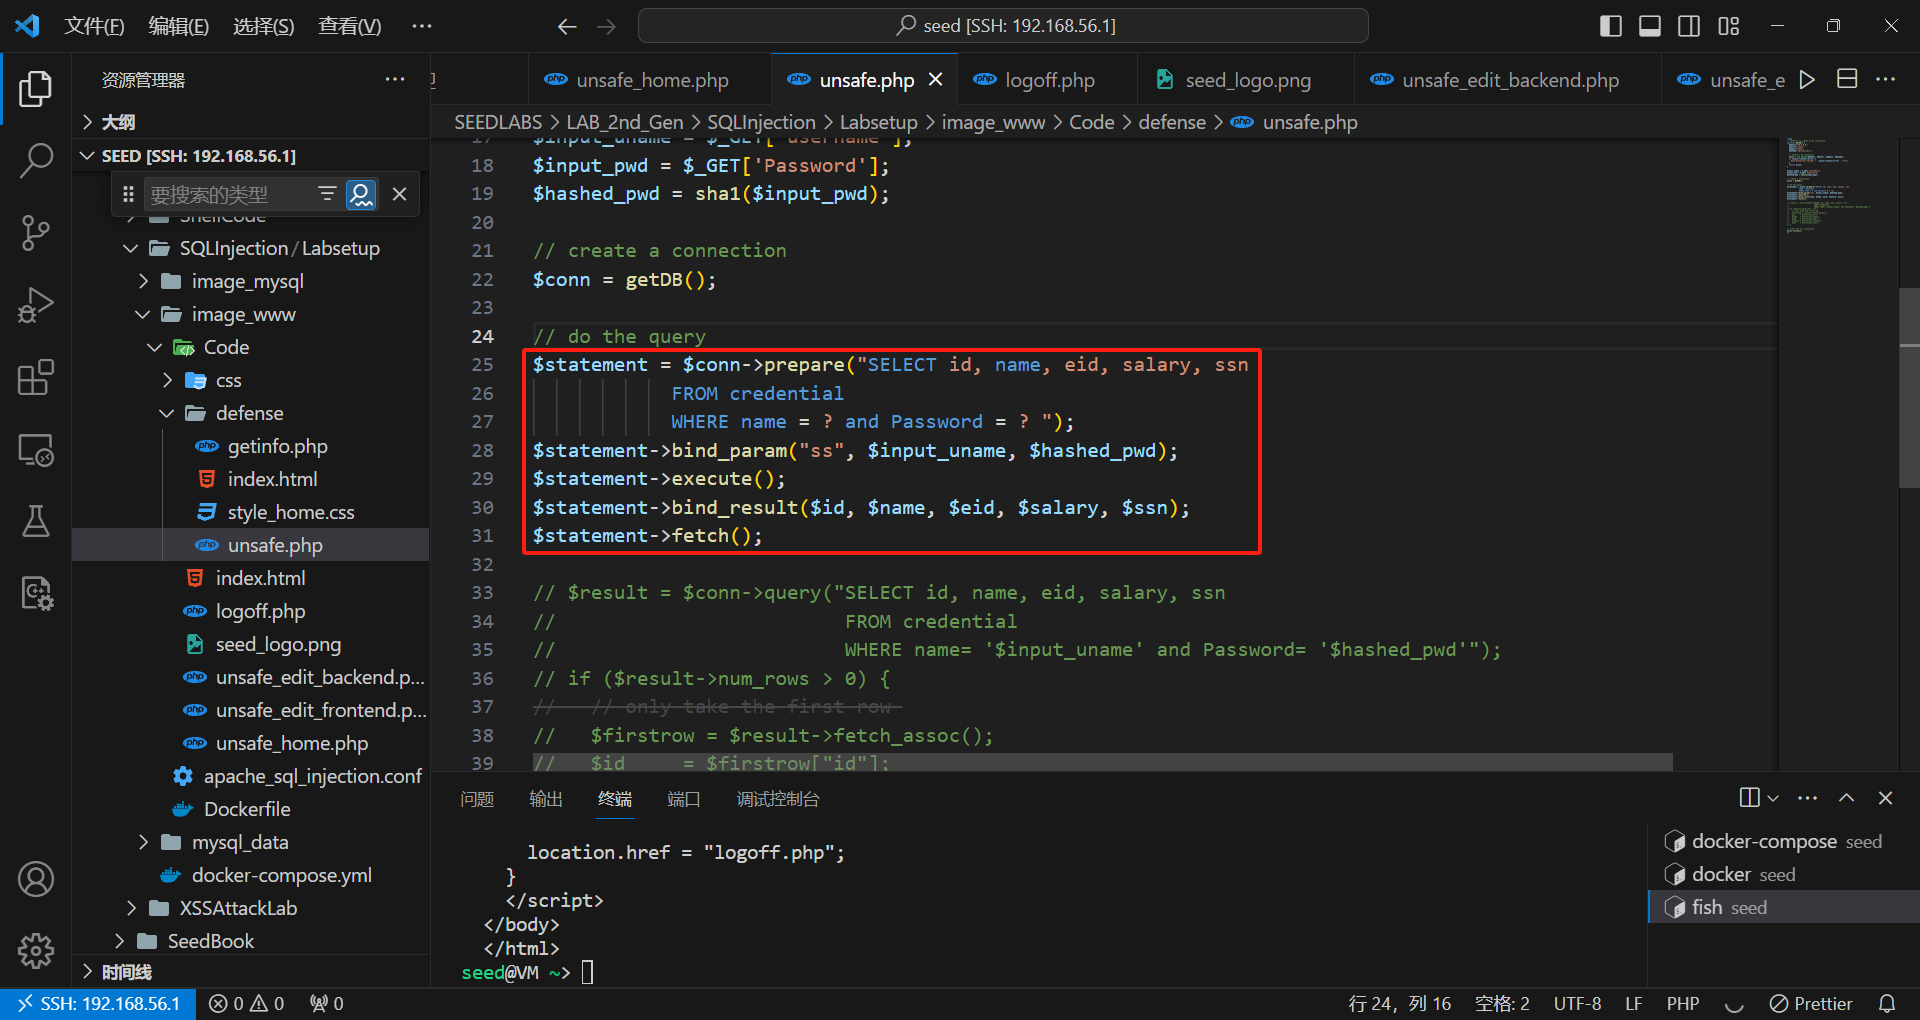 文件(F) 编辑(E) 选择(S) 查看(V) ··· seed [SSH: 192.168.56.1]
资源管理器 ···
unsafe_home.php unsafe.php logoff.php seed_logo.png unsafe_edit_backend.php unsafe_e
大纲
SEEDLABS > LAB_2nd_Gen > SQLInjection > Labsetup > image_www > Code > defense > unsafe.php
SEED [SSH: 192.168.56.1]
要搜索的类型
ShellCode
SQLInjection / Labsetup
image_mysql
image_www
Code
css
defense
getinfo.php
index.html
style_home.css
unsafe.php
index.html
logoff.php
seed_logo.png
unsafe_edit_backend.p...
unsafe_edit_frontend.p...
unsafe_home.php
apache_sql_injection.conf
Dockerfile
mysql_data
docker-compose.yml
XSSAttackLab
SeedBook
时间线
17 $input_uname = $_GET['username'];
18 $input_pwd = $_GET['Password'];
19 $hashed_pwd = sha1($input_pwd);
20
21 // create a connection
22 $conn = getDB();
23
24 // do the query
25 $statement = $conn->prepare("SELECT id, name, eid, salary, ssn
26 FROM credential
27 WHERE name = ? and Password = ? ");
28 $statement->bind_param("ss", $input_uname, $hashed_pwd);
29 $statement->execute();
30 $statement->bind_result($id, $name, $eid, $salary, $ssn);
31 $statement->fetch();
32
33 // $result = $conn->query("SELECT id, name, eid, salary, ssn
34 // FROM credential
35 // WHERE name= '$input_uname' and Password= '$hashed_pwd'");
36 // if ($result->num_rows > 0) {
37 // // only take the first row
38 // $firstrow = $result->fetch_assoc();
39 // $id = $firstrow["id"];
问题 输出 终端 端口 调试控制台
location.href = "logoff.php";
}
</script>
</body>
</html>
seed@VM ~>
docker-compose seed
docker seed
fish seed
SSH: 192.168.56.1 0 0 0 行 24，列 16 空格: 2 UTF-8 LF PHP Prettier